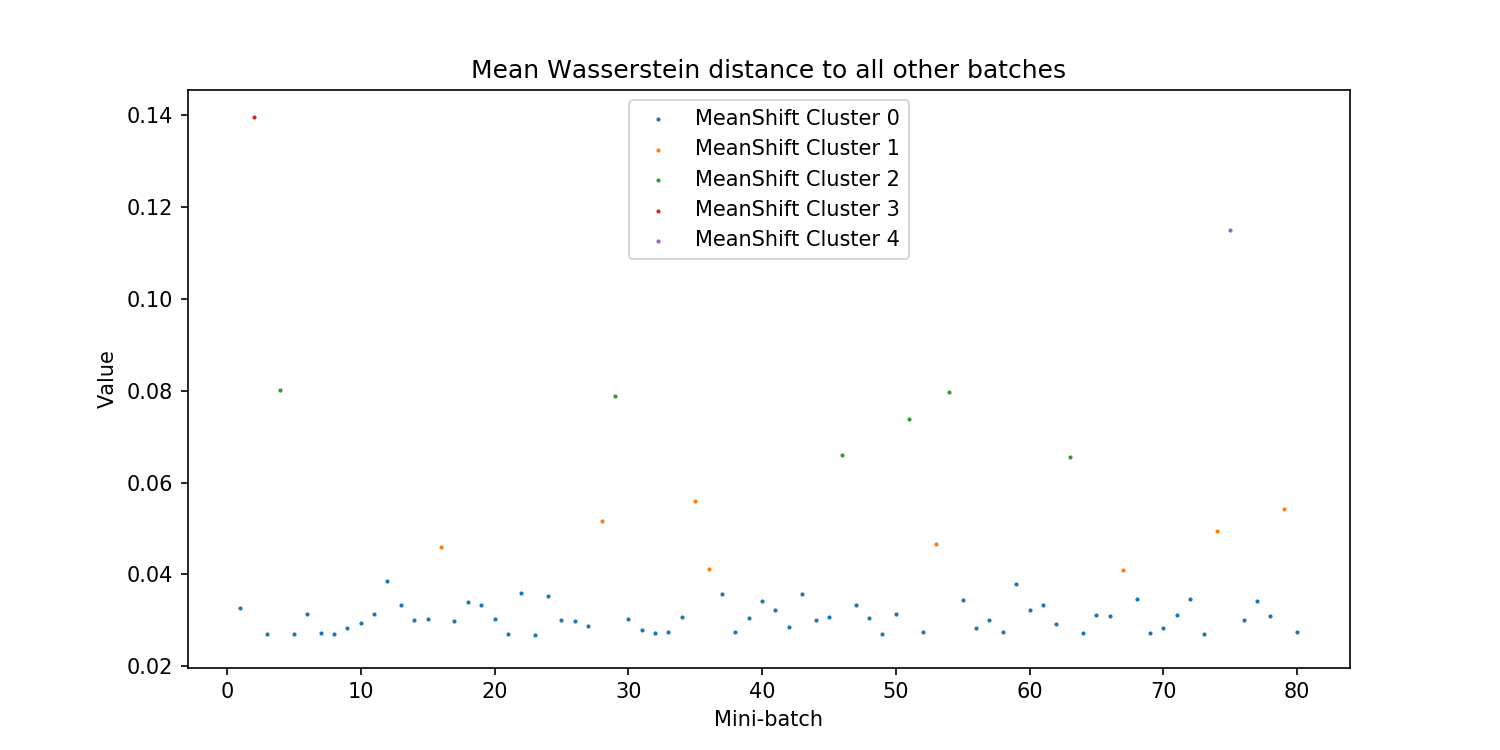 Mean Wasserstein distance to all other batches
MeanShift Cluster 0
MeanShift Cluster 1
MeanShift Cluster 2
MeanShift Cluster 3
MeanShift Cluster 4
Value
0.14
0.12
0.10
0.08
0.06
0.04
0.02
0 10 20 30 40 50 60 70 80
Mini-batch